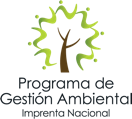 Programa de
Gestión Ambiental
Imprenta Nacional